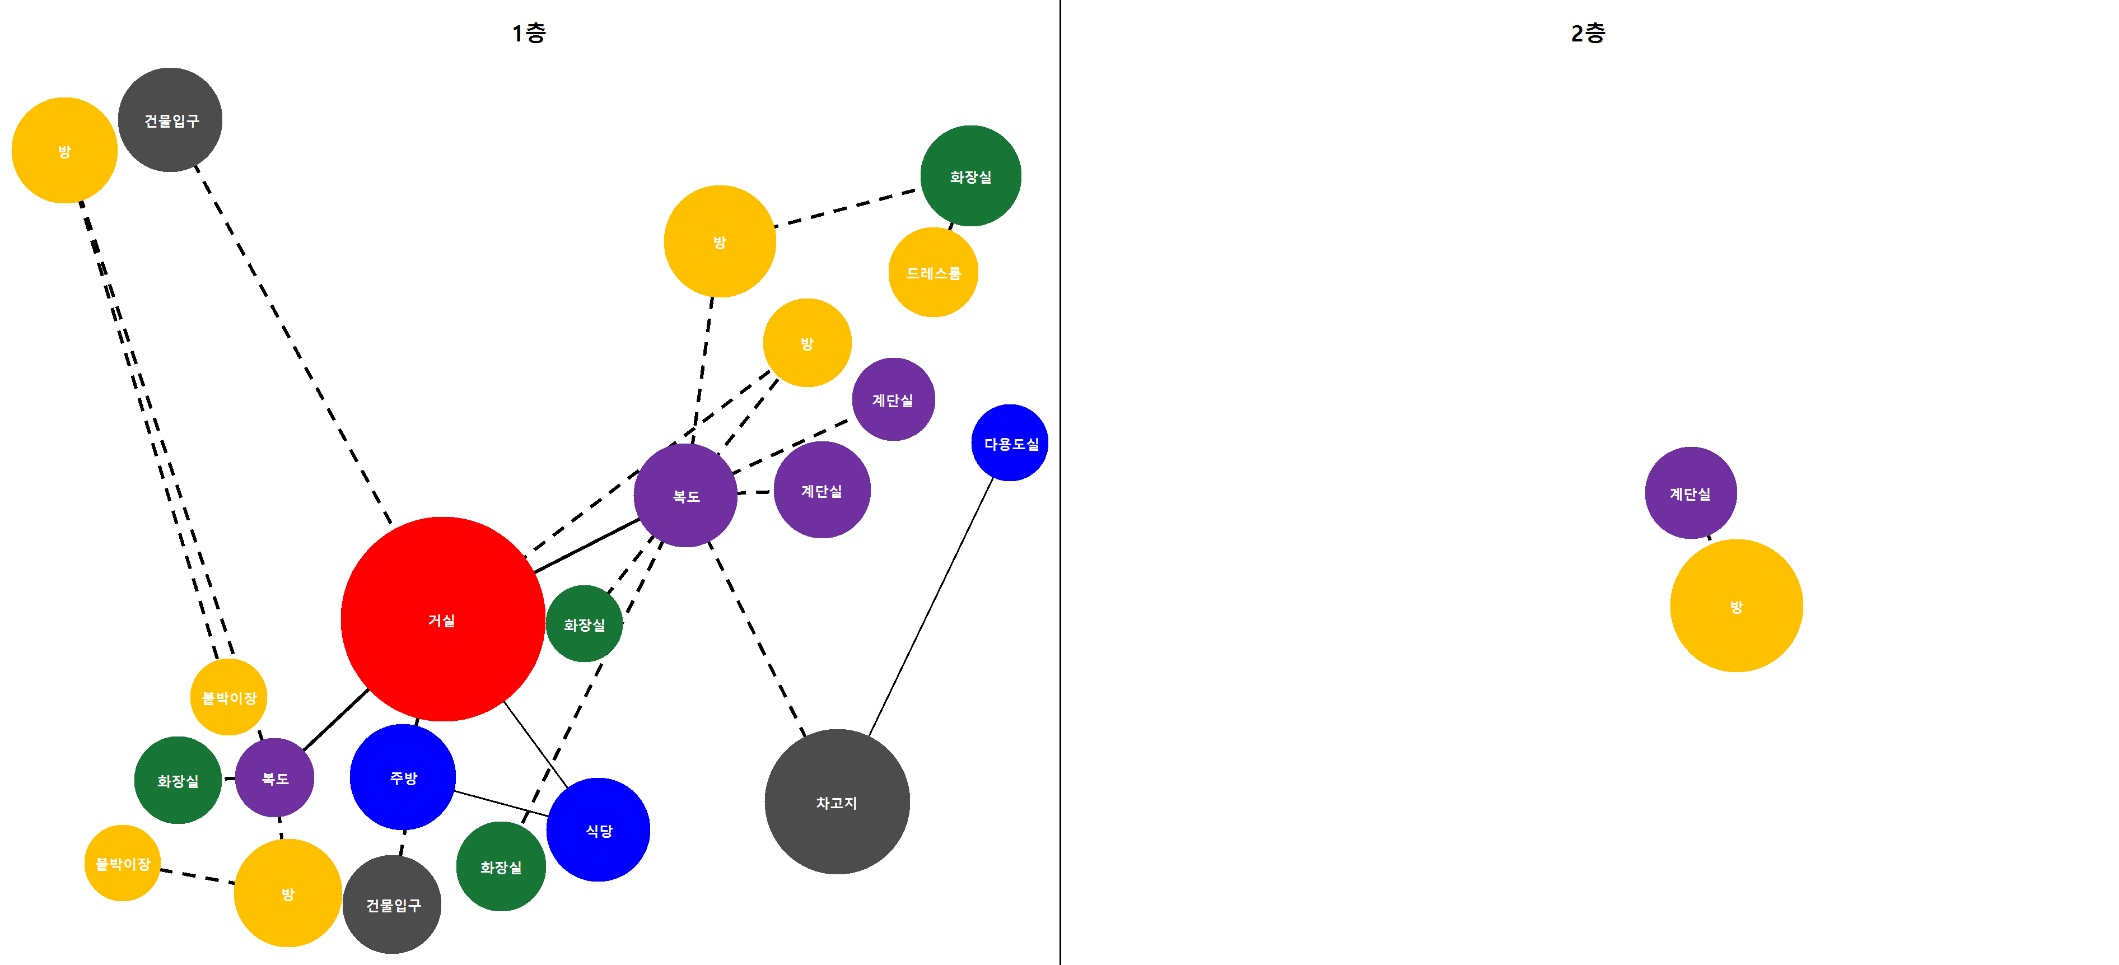 1층
2층
건물입구
방
화장실
방
드레스룸
방
계단실
다용도실
계단실
복도
거실
화장실
붙박이장
화장실
복도
주방
식당
차고지
붙박이장
방
건물입구
화장실
계단실
방